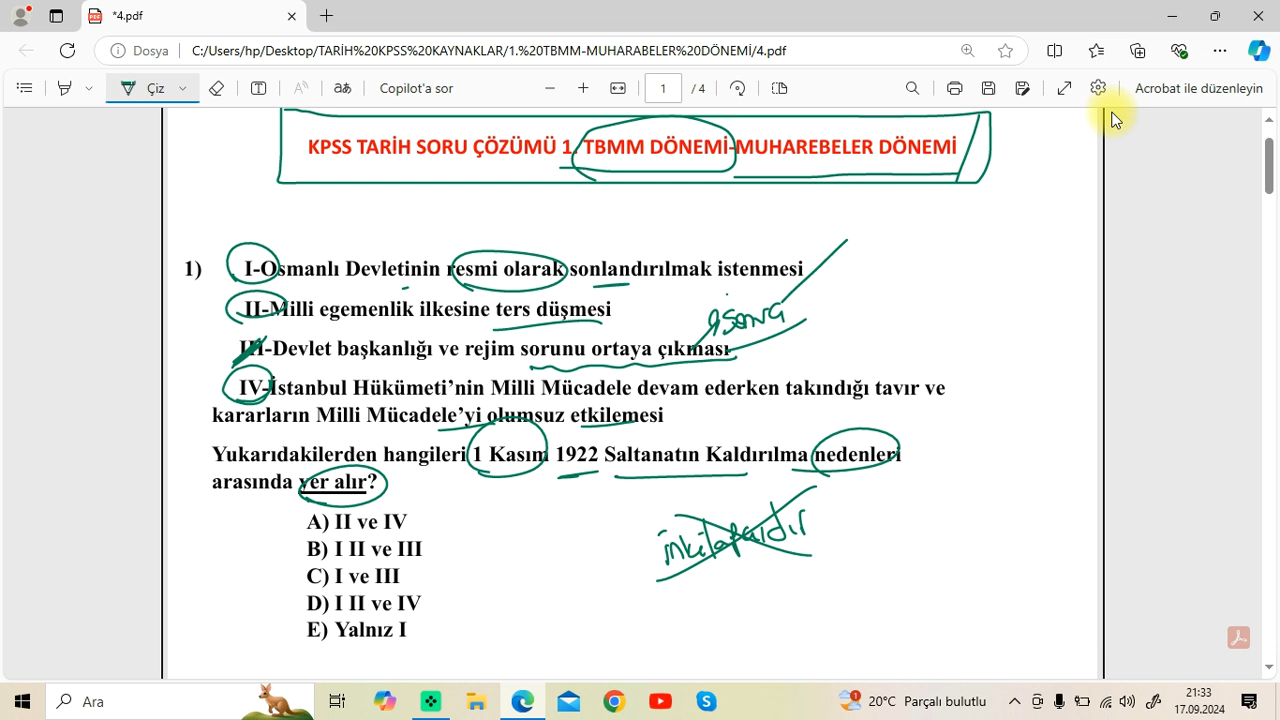 *4.pdf
Dosya C:/Users/hp/Desktop/TARİH%20KPSS%20KAYNAKLAR/1.%20TBMM-MUHARABELER%20DÖNEMİ/4.pdf
Çiz aあ Copilot'a sor 1 / 4 Acrobat ile düzenleyin
KPSS TARİH SORU ÇÖZÜMÜ 1. TBMM DÖNEMİ-MUHAREBELER DÖNEMİ
1) I-Osmanlı Devletinin resmi olarak sonlandırılmak istenmesi
II-Milli egemenlik ilkesine ters düşmesi
sonra
III-Devlet başkanlığı ve rejim sorunu ortaya çıkması
IV-İstanbul Hükümeti'nin Milli Mücadele devam ederken takındığı tavır ve
kararların Milli Mücadele'yi olumsuz etkilemesi
Yukarıdakilerden hangileri 1 Kasım 1922 Saltanatın Kaldırılma nedenleri
arasında yer alır?
A) II ve IV
B) I II ve III
C) I ve III
D) I II ve IV
E) Yalnız I
Ara 1 20°C Parçalı bulutlu 21:33
17.09.2024